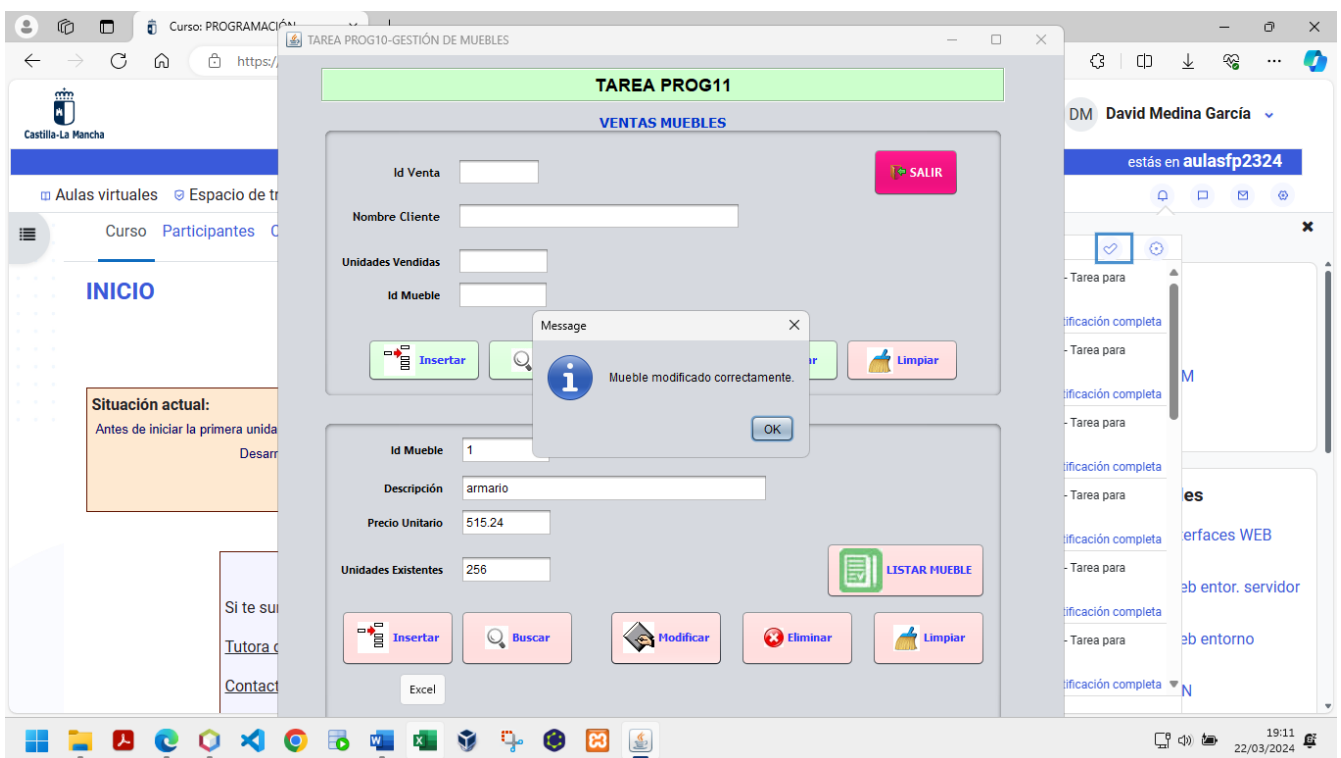 Curso: PROGRAMACIÓN
https:/
Castilla-La Mancha
DM David Medina García
estás en aulasfp2324
Aulas virtuales
Espacio de tr
Curso Participantes C
INICIO
Situación actual:
Antes de iniciar la primera unida
Desarr
Si te sur
Tutora d
Contact
TAREA PROG10-GESTIÓN DE MUEBLES
TAREA PROG11
VENTAS MUEBLES
Id Venta
SALIR
Nombre Cliente
Unidades Vendidas
Id Mueble
Insertar
ar
Limpiar
Message
Mueble modificado correctamente.
OK
Id Mueble 1
Descripción armario
Precio Unitario 515.24
Unidades Existentes 256
LISTAR MUEBLE
Insertar Buscar Modificar Eliminar Limpiar
Excel
- Tarea para
tificación completa
- Tarea para
tificación completa
- Tarea para
tificación completa
- Tarea para
tificación completa
- Tarea para
tificación completa
- Tarea para
tificación completa
M
es
erfaces WEB
eb entor. servidor
eb entorno
N
19:11
22/03/2024